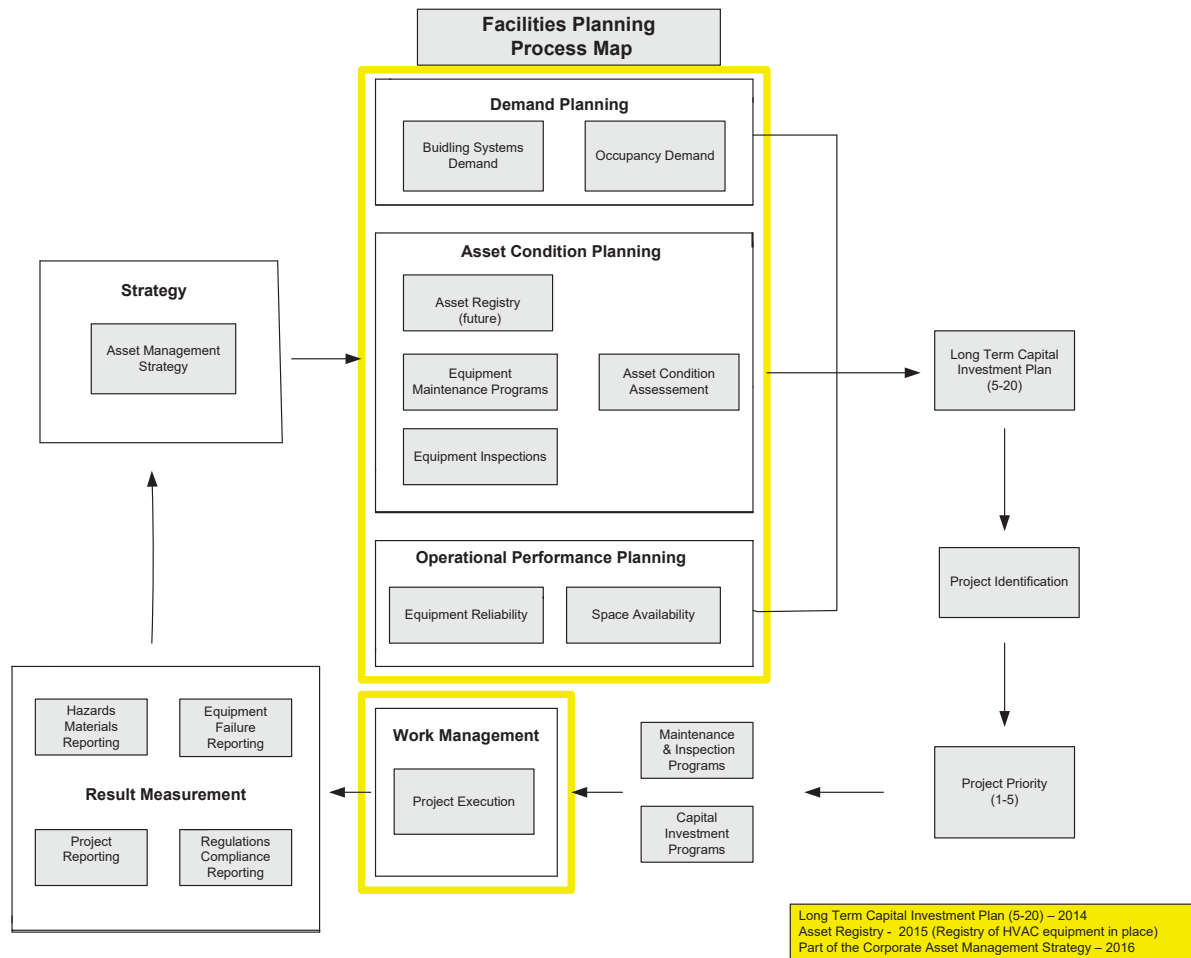 Facilities Planning
Process Map
Demand Planning
Buidling Systems
Demand
Occupancy Demand
Asset Condition Planning
Asset Registry
(future)
Equipment
Maintenance Programs
Asset Condition
Assessement
Equipment Inspections
Operational Performance Planning
Equipment Reliability
Space Availability
Strategy
Asset Management
Strategy
Long Term Capital
Investment Plan
(5-20)
Project Identification
Project Priority
(1-5)
Maintenance
& Inspection
Programs
Capital
Investment
Programs
Work Management
Project Execution
Hazards
Materials
Reporting
Equipment
Failure
Reporting
Result Measurement
Project
Reporting
Regulations
Compliance
Reporting
Long Term Capital Investment Plan (5-20) – 2014
Asset Registry - 2015 (Registry of HVAC equipment in place)
Part of the Corporate Asset Management Strategy – 2016